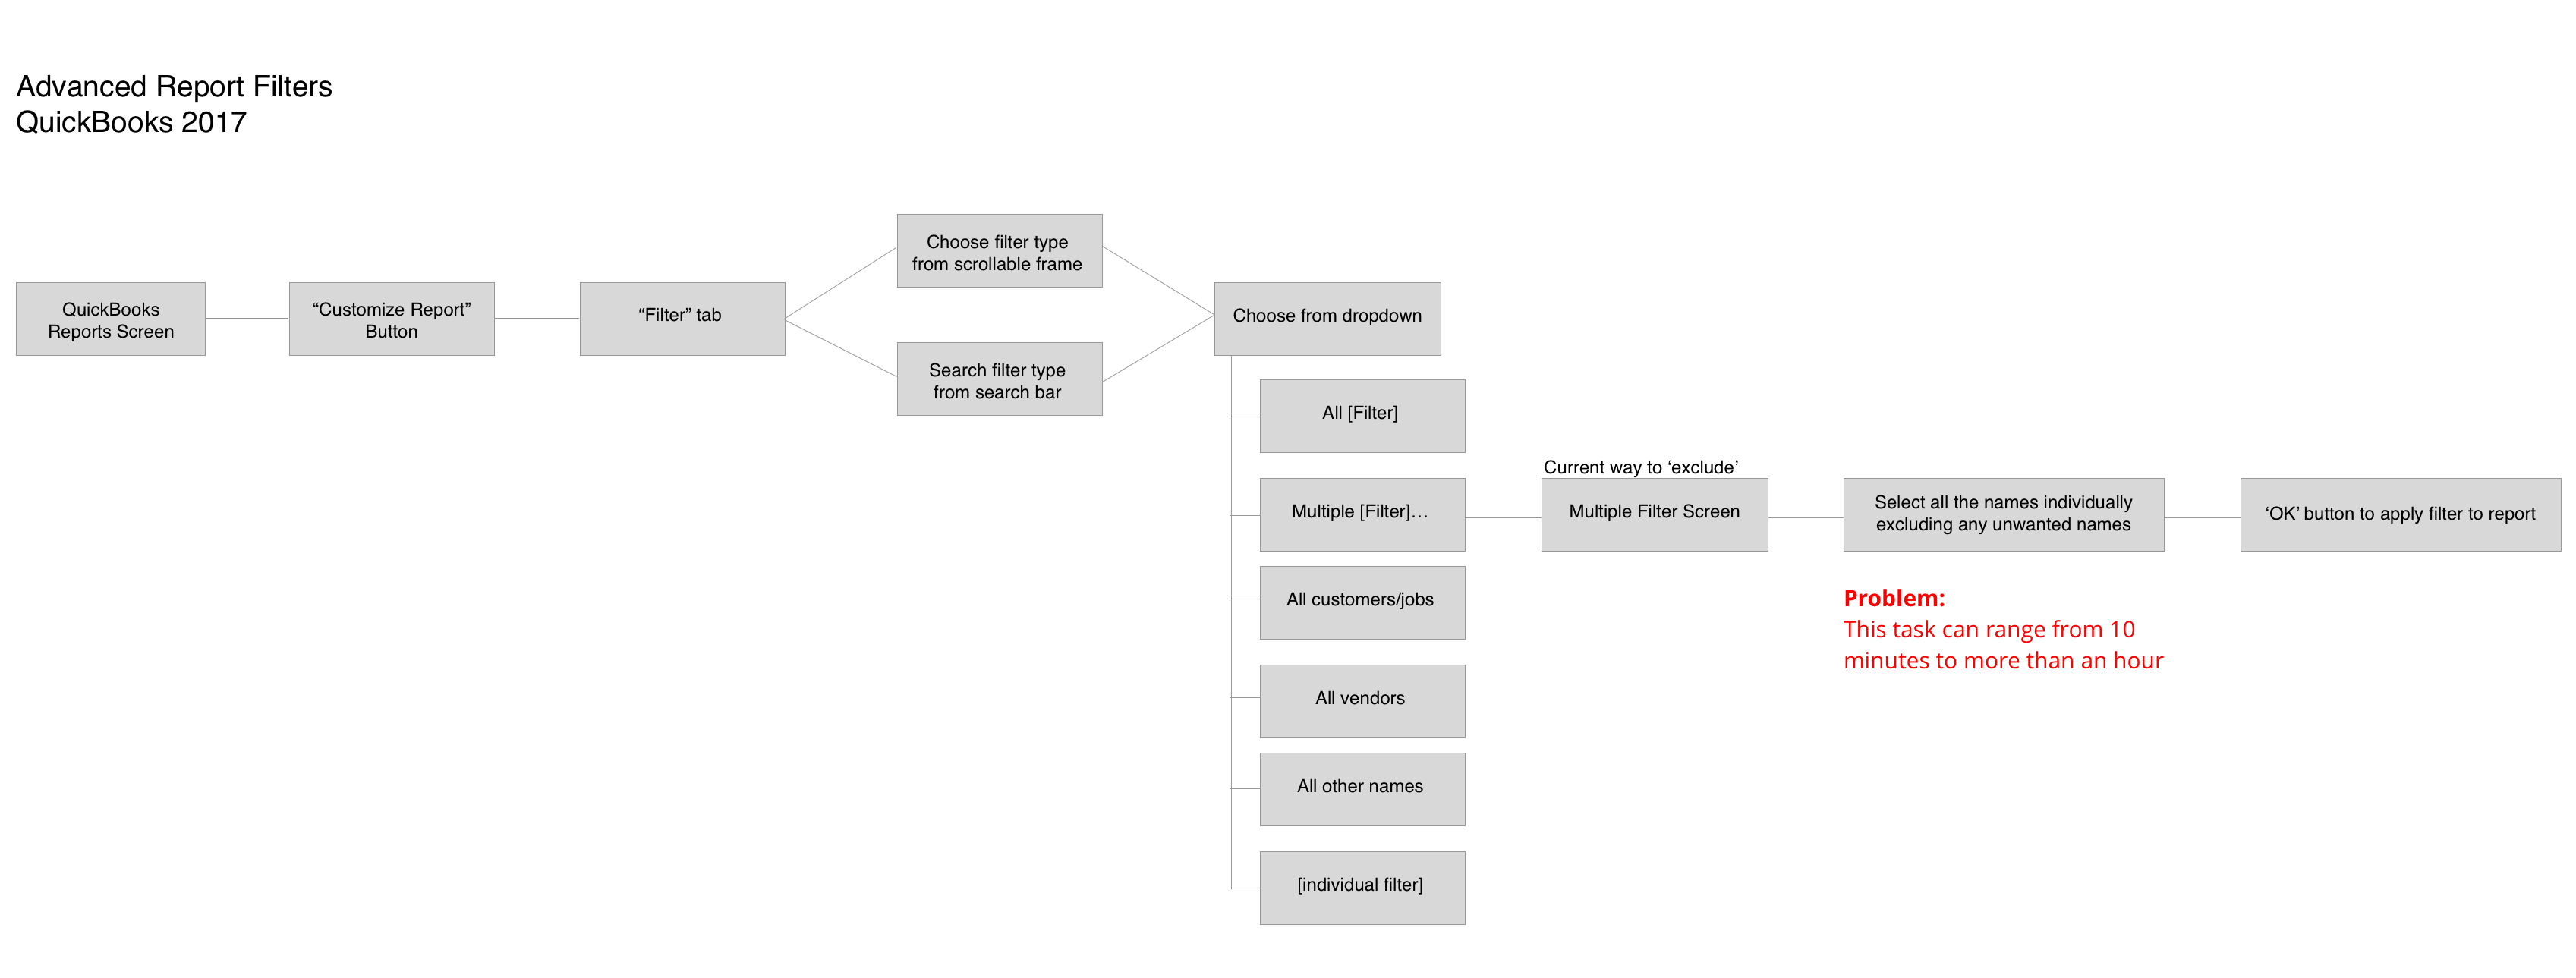 Advanced Report Filters
QuickBooks 2017
QuickBooks
Reports Screen
“Customize Report”
Button
“Filter” tab
Choose filter type
from scrollable frame
Search filter type
from search bar
Choose from dropdown
All [Filter]
Multiple [Filter]…
All customers/jobs
All vendors
All other names
[individual filter]
Current way to ‘exclude’
Multiple Filter Screen
Select all the names individually
excluding any unwanted names
Problem:
This task can range from 10
minutes to more than an hour
‘OK’ button to apply filter to report